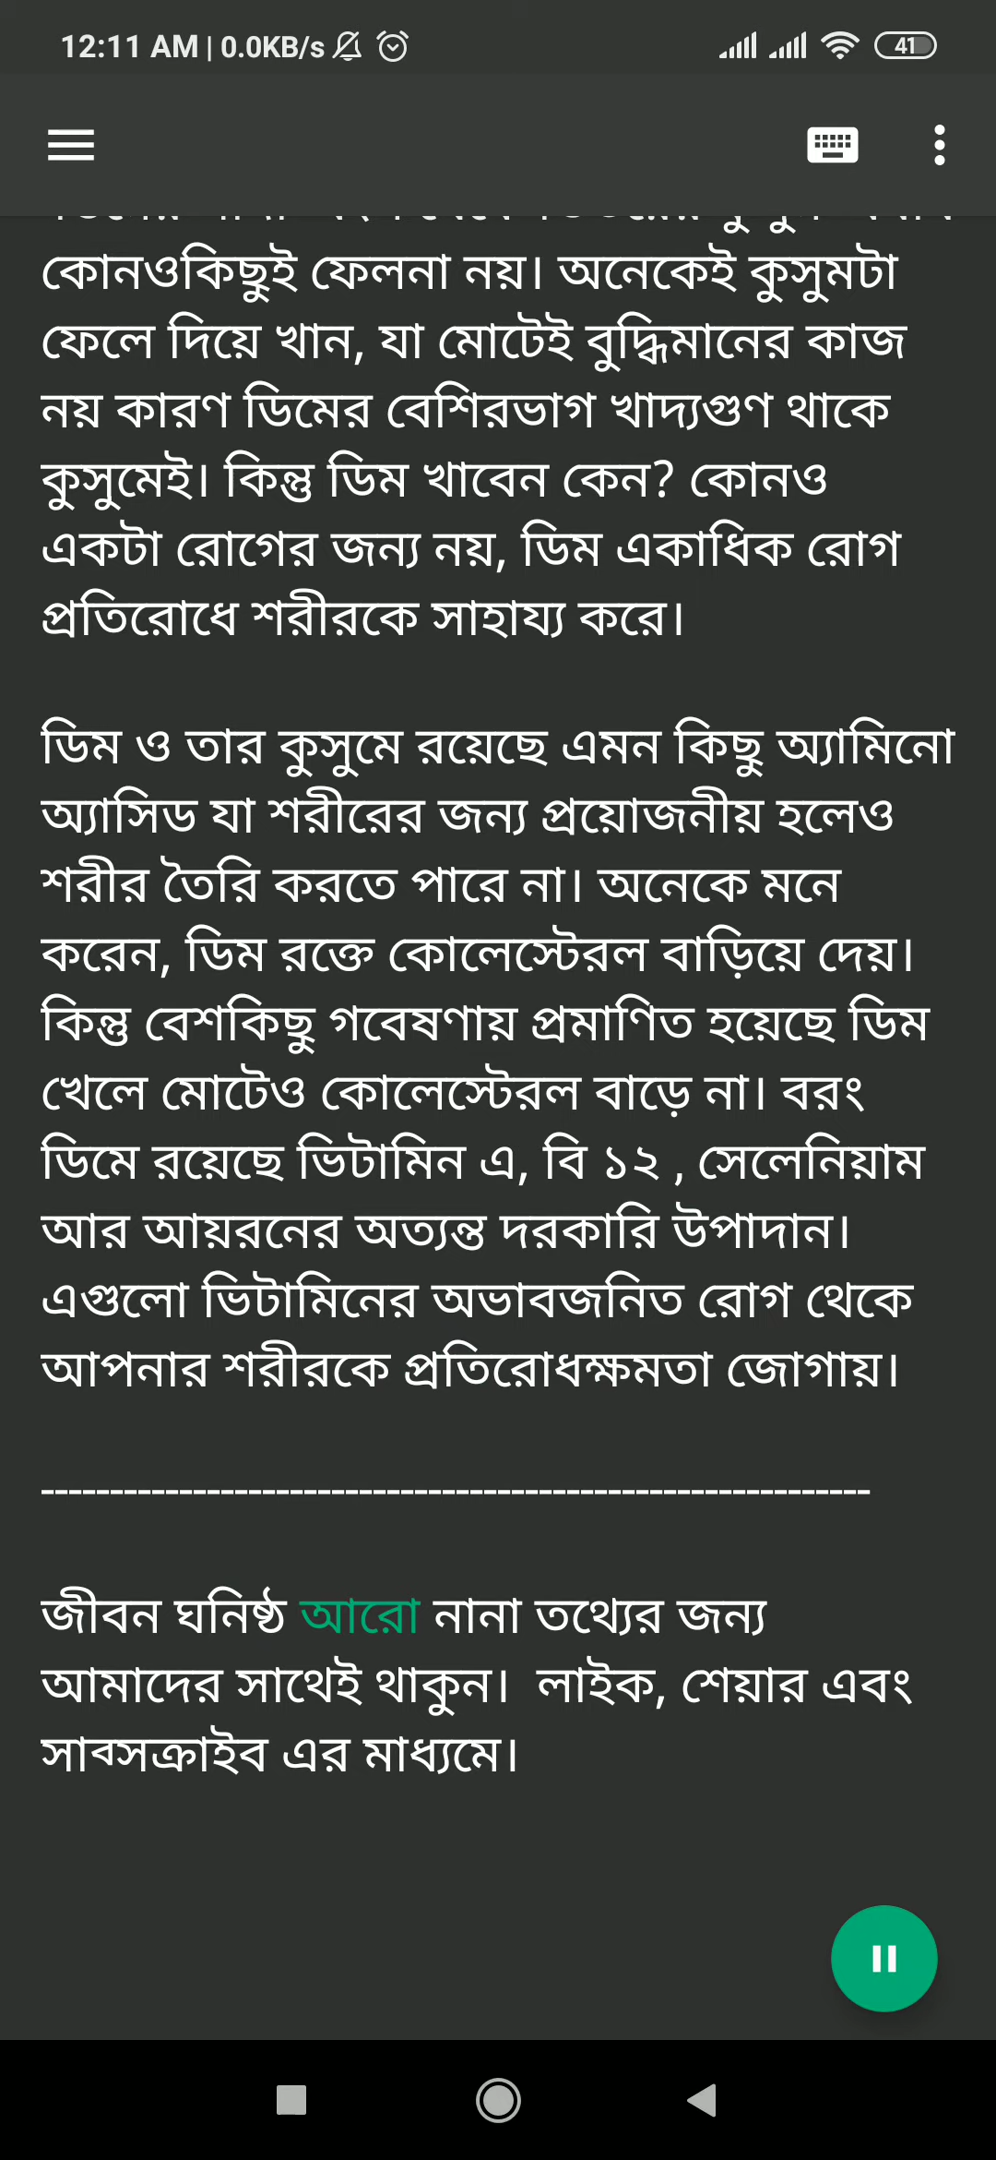 12:11 AM | 0.0KB/s
41
কোনওকিছুই ফেলনা নয়। অনেকেই কুসুমটা
ফেলে দিয়ে খান, যা মোটেই বুদ্ধিমানের কাজ
নয় কারণ ডিমের বেশিরভাগ খাদ্যগুণ থাকে
কুসুমেই। কিন্তু ডিম খাবেন কেন? কোনও
একটা রোগের জন্য নয়, ডিম একাধিক রোগ
প্রতিরোধে শরীরকে সাহায্য করে।
ডিম ও তার কুসুমে রয়েছে এমন কিছু অ্যামিনো
অ্যাসিড যা শরীরের জন্য প্রয়োজনীয় হলেও
শরীর তৈরি করতে পারে না। অনেকে মনে
করেন, ডিম রক্তে কোলেস্টেরল বাড়িয়ে দেয়।
কিন্তু বেশকিছু গবেষণায় প্রমাণিত হয়েছে ডিম
খেলে মোটেও কোলেস্টেরল বাড়ে না। বরং
ডিমে রয়েছে ভিটামিন এ, বি ১২ , সেলেনিয়াম
আর আয়রনের অত্যন্ত দরকারি উপাদান।
এগুলো ভিটামিনের অভাবজনিত রোগ থেকে
আপনার শরীরকে প্রতিরোধক্ষমতা জোগায়।
------------------------------------------------------------
জীবন ঘনিষ্ঠ আরো নানা তথ্যের জন্য
আমাদের সাথেই থাকুন।  লাইক, শেয়ার এবং
সাব্সক্রাইব এর মাধ্যমে।